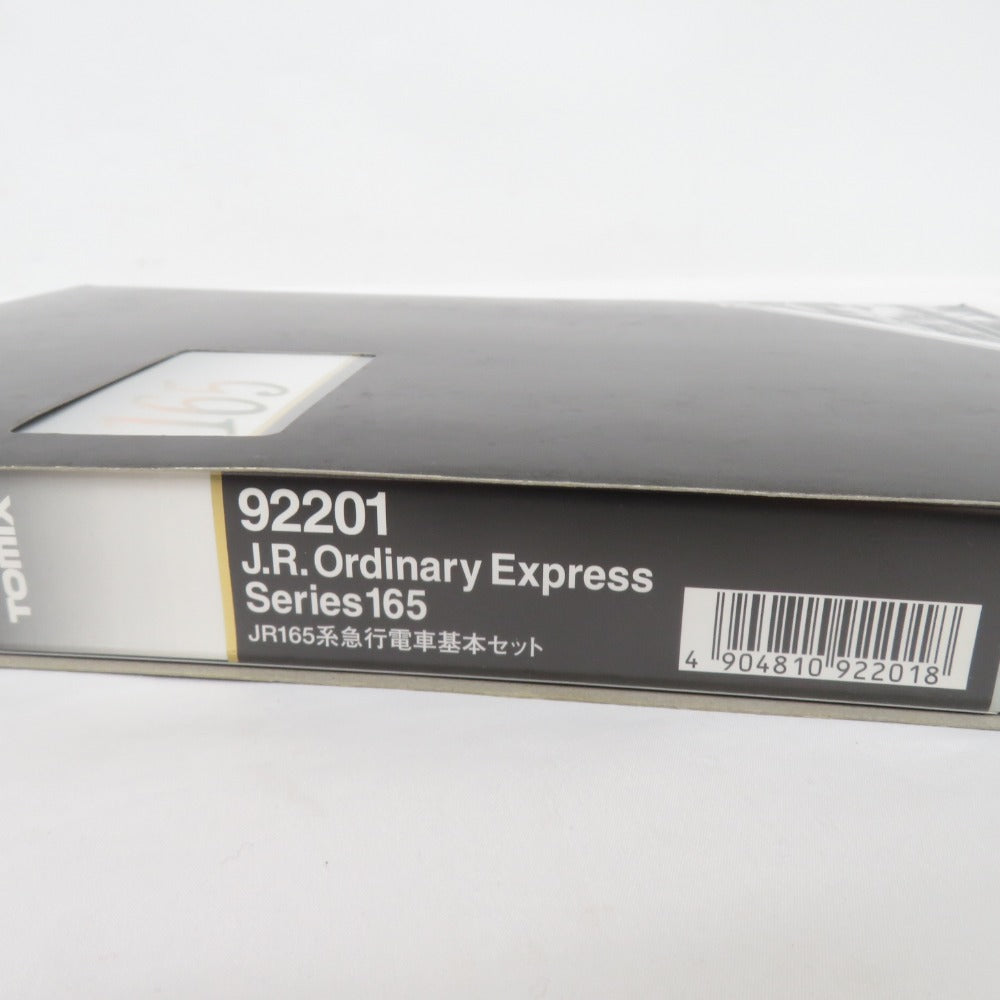 165
TOMIX
92201
J.R. Ordinary Express
Series 165
JR165系急行電車基本セット
4 904810 922018